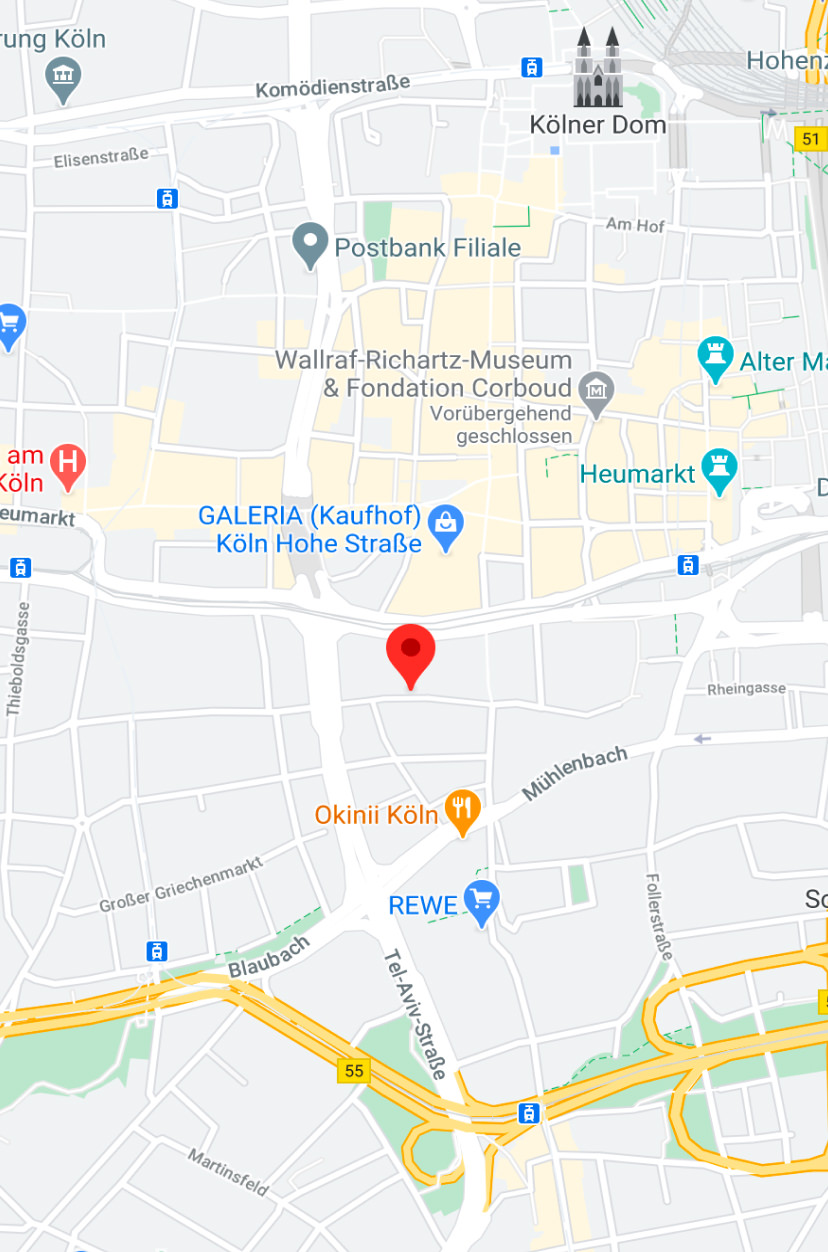 rung Köln
Komödienstraße
Hohenz
Kölner Dom
M
51
Elisenstraße
Am Hof
Postbank Filiale
Wallraf-Richartz-Museum
& Fondation Corboud
Vorübergehend
geschlossen
Alter Ma
am
Köln
H
Heumarkt
GALERIA (Kaufhof)
Köln Hohe Straße
eumarkt
D
Thieboldsgasse
Rheingasse
Mühlenbach
Okinii Köln
Großer Griechenmarkt
REWE
Follerstraße
So
Blaubach
Tel-Aviv-Straße
55
Martinsfeld